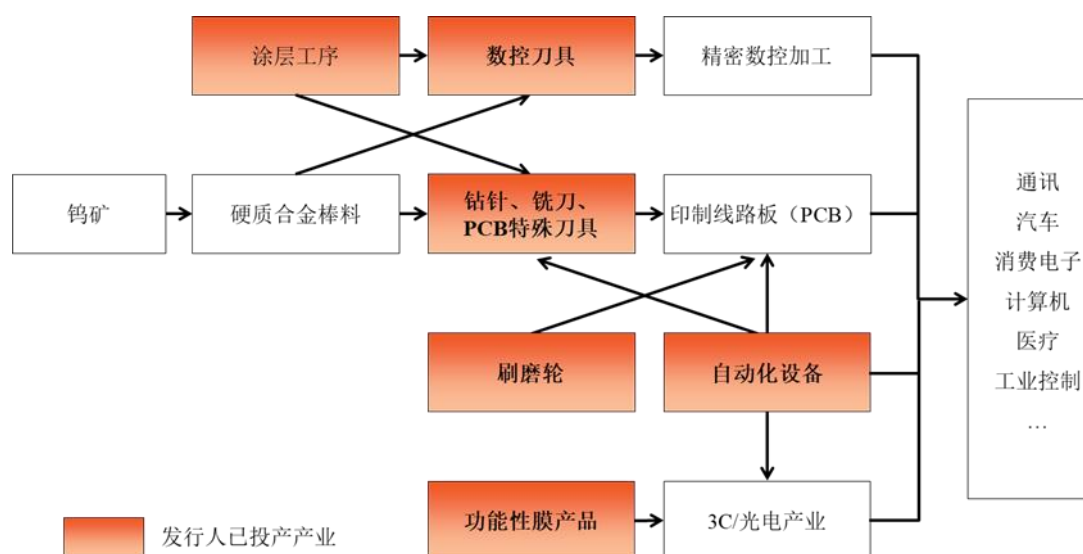 涂层工序
数控刀具
精密数控加工
钨矿
硬质合金棒料
钻针、铣刀、
PCB特殊刀具
印制线路板（PCB）
通讯
汽车
消费电子
计算机
医疗
工业控制
…
刷磨轮
自动化设备
功能性膜产品
3C/光电产业
发行人已投产产业